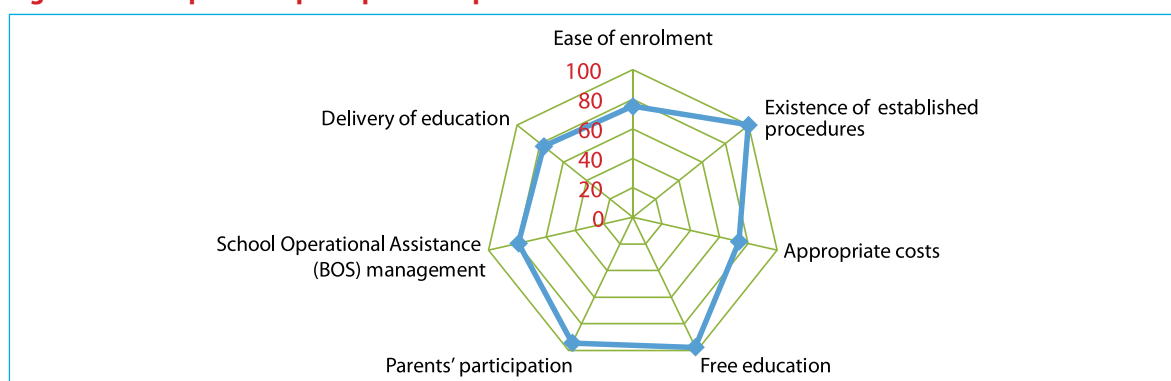 Ease of enrolment
100
80
60
40
20
0
Existence of established
procedures
Delivery of education
School Operational Assistance
(BOS) management
Appropriate costs
Parents’ participation
Free education